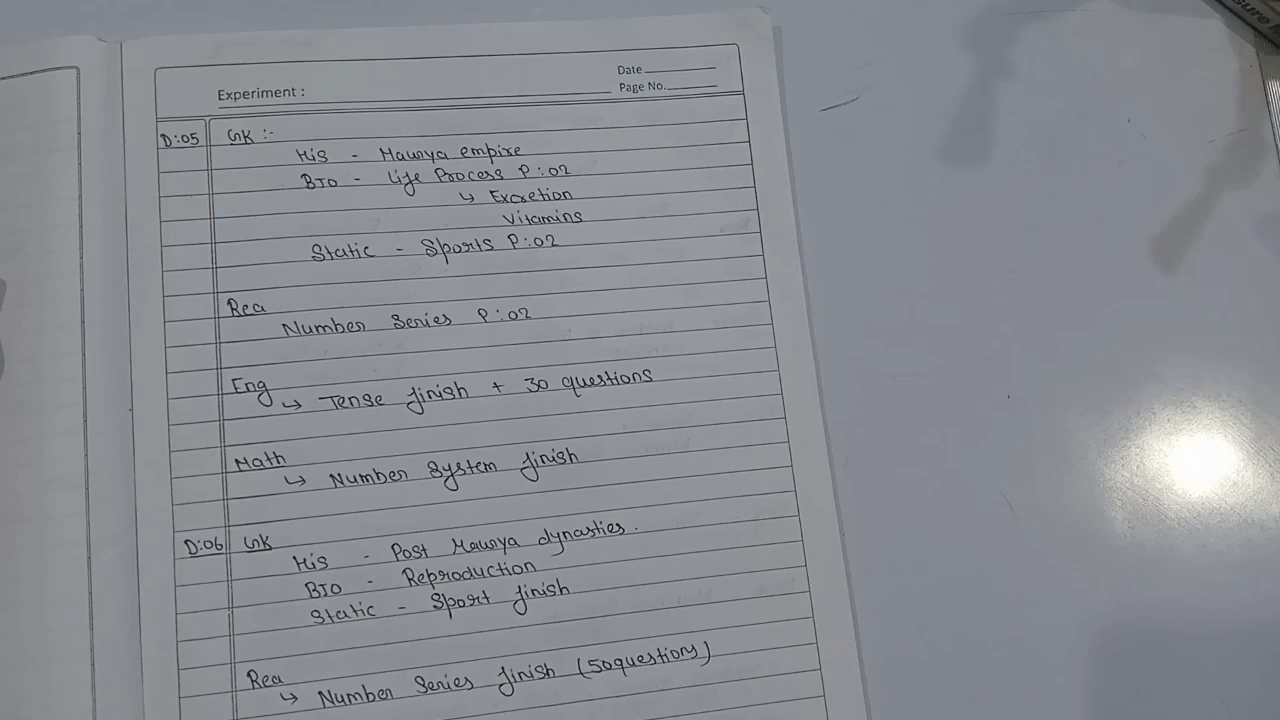 Date
Experiment :
Page No.
D:05 GK :-
His - Maurya empire
BIO - Life Process P:02
↳ Excretion
Vitamins
Static - Sports P:02
Rea
Number Series P:02
Eng
↳ Tense finish + 30 questions
Math
↳ Number System finish
D:06 GK
His - Post Maurya dynasties.
BIO - Reproduction
Static - Sport finish
Rea
↳ Number Series finish (50 questions)